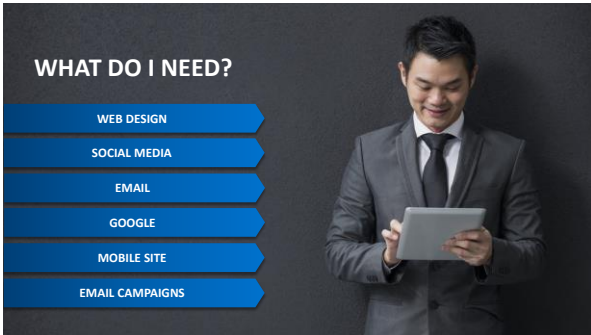 WHAT DO I NEED?
WEB DESIGN
SOCIAL MEDIA
EMAIL
GOOGLE
MOBILE SITE
EMAIL CAMPAIGNS